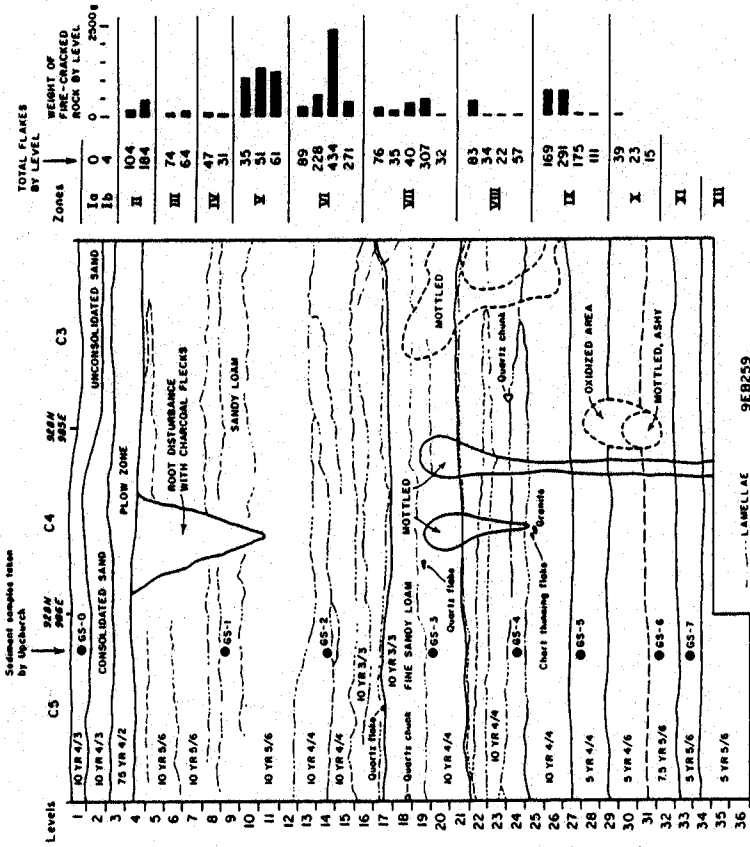 Sediment samples taken
by Upchurch
TOTAL FLAKES
BY LEVEL
WEIGHT OF
FIRE-CRACKED
ROCK BY LEVEL
0 2500g
Levels
C5
928N
986E
C4
928N
985E
C3
Zones
1
2
3
4
5
6
7
8
9
10
11
12
13
14
15
16
17
18
19
20
21
22
23
24
25
26
27
28
29
30
31
32
33
34
35
36
10 YR 4/3
10 YR 4/3
7.5 YR 4/2
10 YR 5/6
10 YR 5/6
7 YR 5/6
10 YR 5/6
10 YR 4/4
10 YR 4/4
10 YR 3/3
10 YR 3/3
10 YR 4/4
10 YR 4/4
10 YR 4/4
5 YR 4/4
5 YR 4/6
7.5 YR 5/6
5 YR 5/6
5 YR 5/6
GS-0
GS-1
GS-2
GS-3
GS-4
GS-5
GS-6
GS-7
CONSOLIDATED SAND
UNCONSOLIDATED SAND
PLOW ZONE
ROOT DISTURBANCE
WITH CHARCOAL FLECKS
SANDY LOAM
Quartz flake
Quartz chunk
FINE SANDY LOAM
Quartz flake
MOTTLED
MOTTLED
Quartz chunk
Chert thinning flake
Granite
OXIDIZED AREA
MOTTLED, ASHY
Ia 0
Ib 4
II 104
184
III 74
64
IV 47
31
V 35
51
61
VI 89
228
434
271
VII 76
35
40
307
32
VIII 83
34
22
57
IX 169
291
175
111
X 39
23
15
XI
XII
LAMELLAE
9EB259